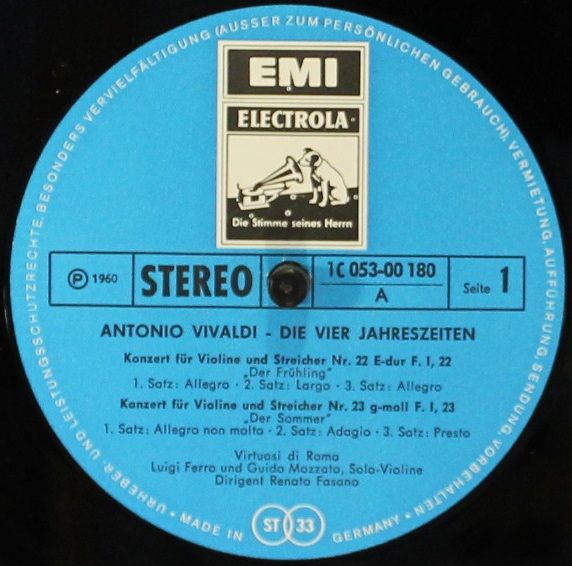 URHEBER- UND LEISTUNGSSCHUTZRECHTE, BESONDERS VERVIELFÄLTIGUNG (AUSSER ZUM PERSÖNLICHEN GEBRAUCH), VERMIETUNG, AUFFÜHRUNG, SENDUNG, VORBEHALTEN •
EMI
ELECTROLA
Die Stimme seines Herrn
Ⓟ 1960
STEREO
1C 053-00 180
A
Seite 1
ANTONIO VIVALDI - DIE VIER JAHRESZEITEN
Konzert für Violine und Streicher Nr. 22 E-dur F. I, 22
„Der Frühling"
1. Satz: Allegro · 2. Satz: Largo · 3. Satz: Allegro
Konzert für Violine und Streicher Nr. 23 g-moll F. I, 23
„Der Sommer"
1. Satz: Allegro non molto · 2. Satz: Adagio · 3. Satz: Presto
Virtuosi di Roma
Luigi Ferro und Guido Mozzato, Solo-Violine
Dirigent Renato Fasano
• MADE IN GERMANY •
ST 33